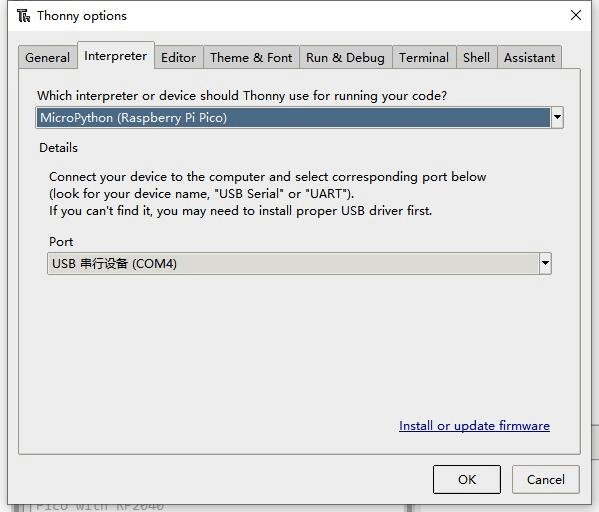 Thonny options
General Interpreter Editor Theme & Font Run & Debug Terminal Shell Assistant
Which interpreter or device should Thonny use for running your code?
MicroPython (Raspberry Pi Pico)
Details
Connect your device to the computer and select corresponding port below
(look for your device name, "USB Serial" or "UART").
If you can't find it, you may need to install proper USB driver first.
Port
USB 串行设备 (COM4)
Install or update firmware
OK Cancel
Pico with RP2040